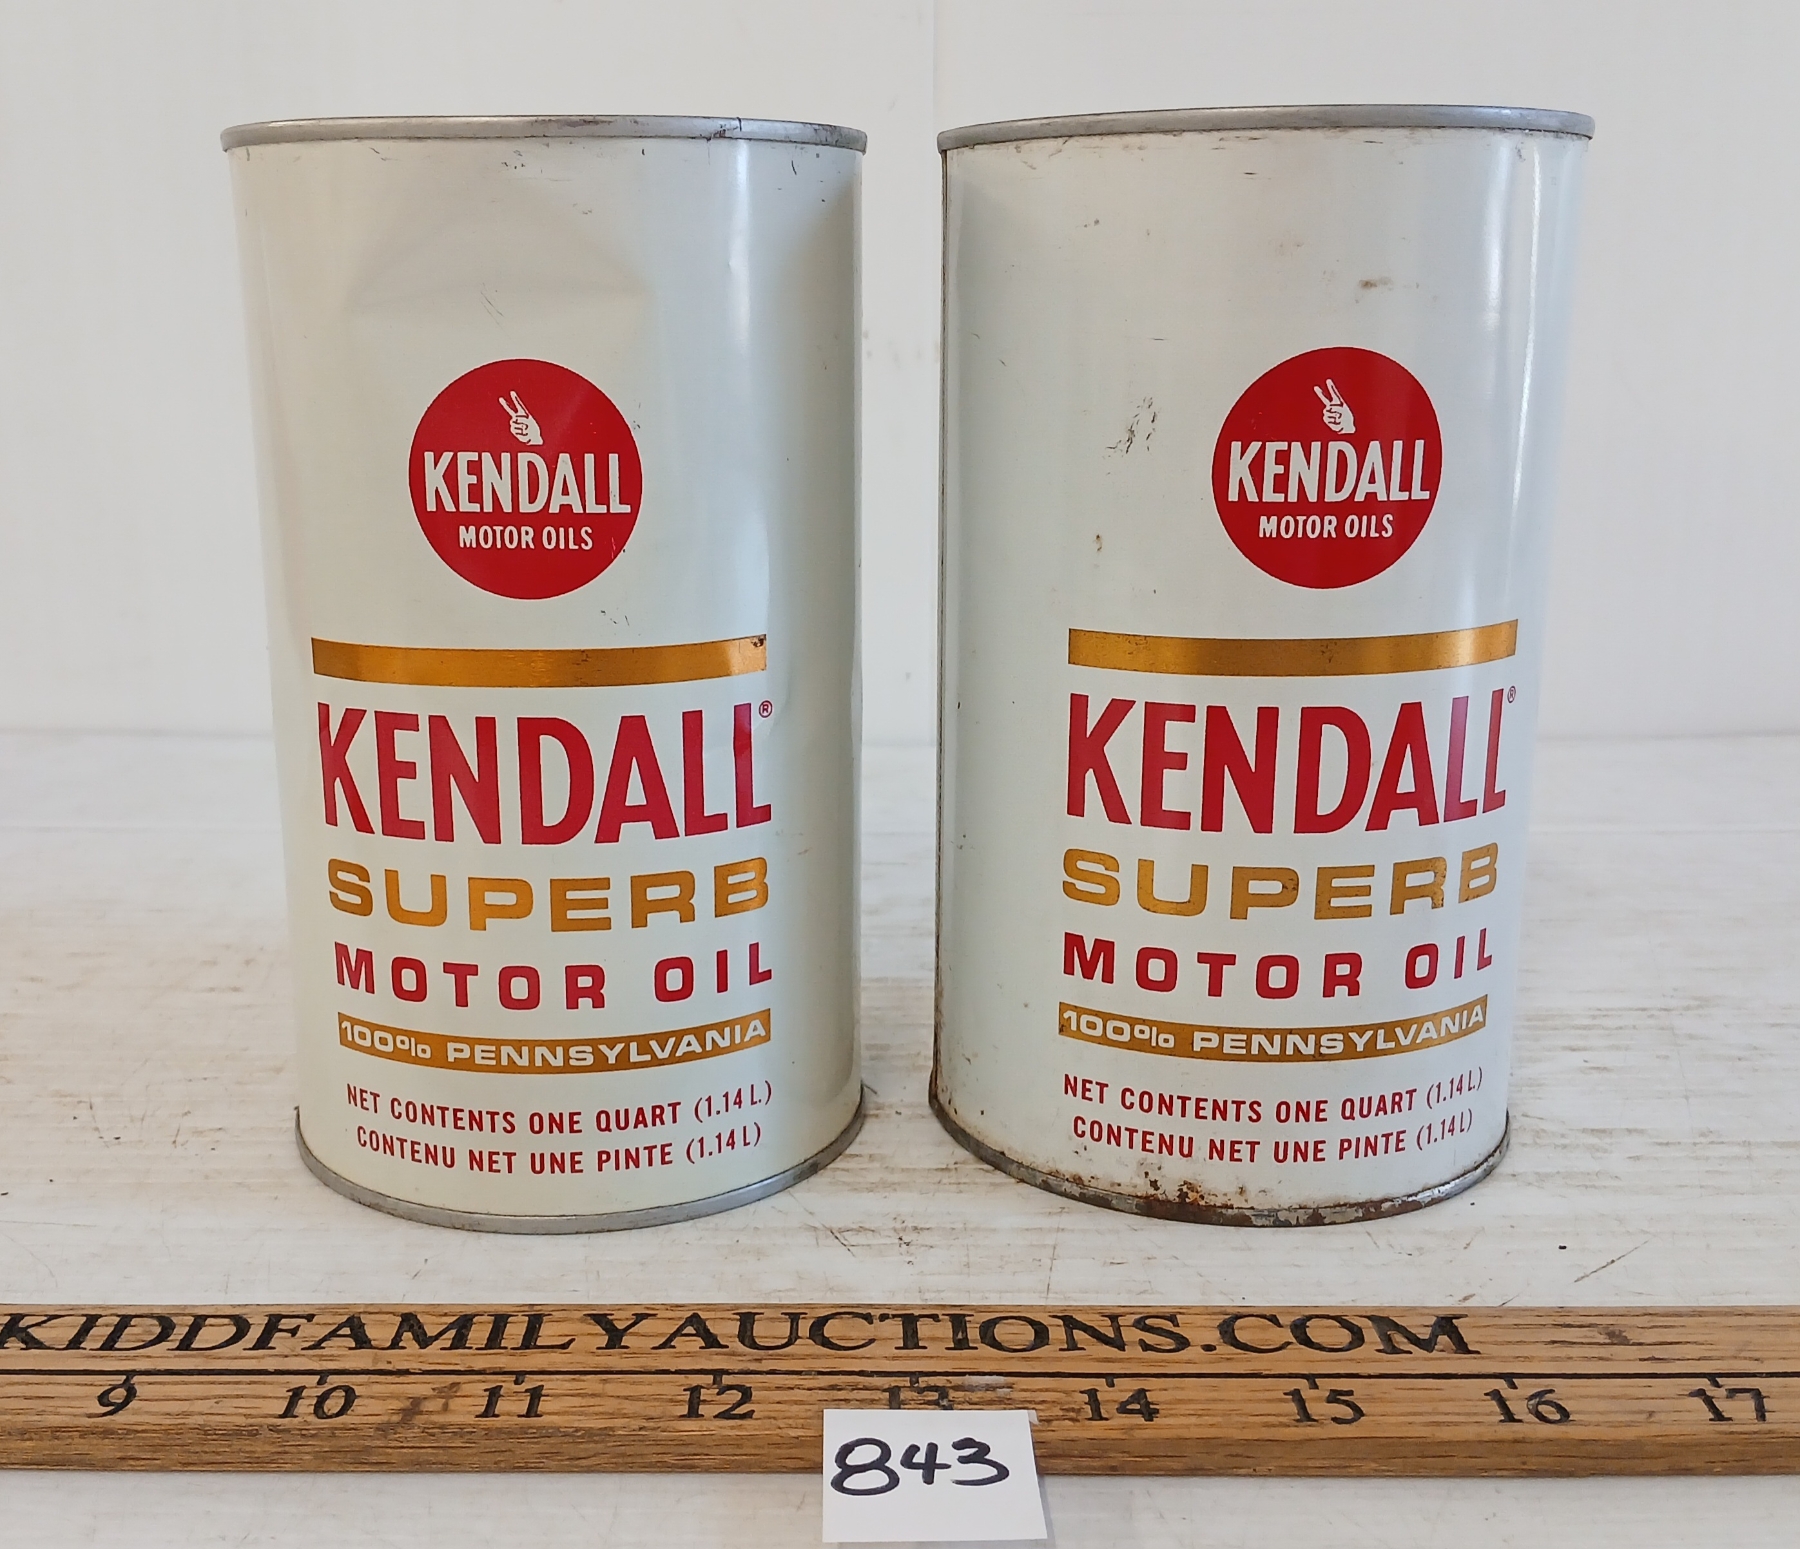 KENDALL
MOTOR OILS
KENDALL®
SUPERB
MOTOR OIL
100% PENNSYLVANIA
NET CONTENTS ONE QUART (1.14 L.)
CONTENU NET UNE PINTE (1.14 L)
KENDALL
MOTOR OILS
KENDALL®
SUPERB
MOTOR OIL
100% PENNSYLVANIA
NET CONTENTS ONE QUART (1.14 L.)
CONTENU NET UNE PINTE (1.14 L)
KIDDFAMILYAUCTIONS.COM
9 10 11 12 13 14 15 16 17
843